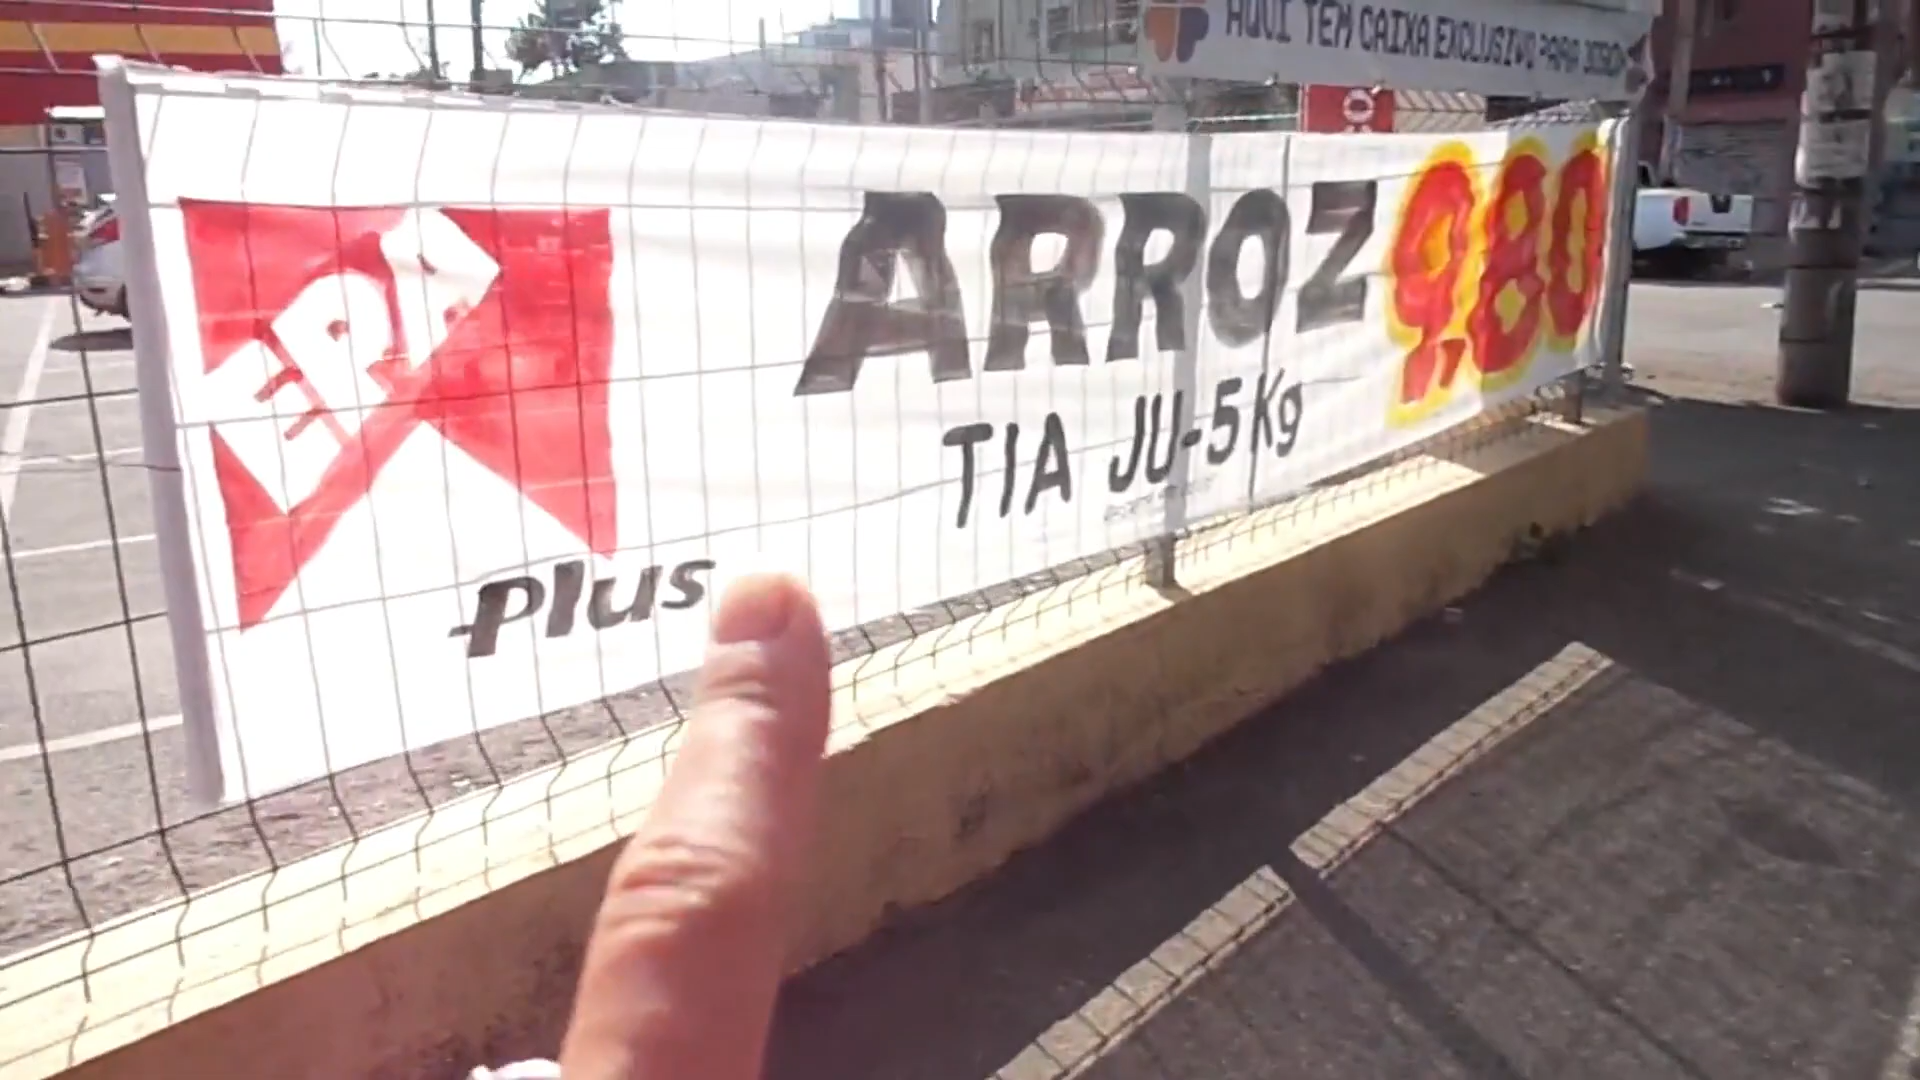 AQUI TEM CAIXA EXCLUSIVO PARA
EPA
Plus
ARROZ 9,80
TIA JU-5Kg